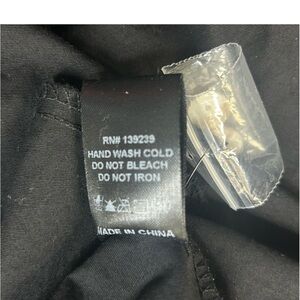 RN# 139239
HAND WASH COLD
DO NOT BLEACH
DO NOT IRON
MADE IN CHINA